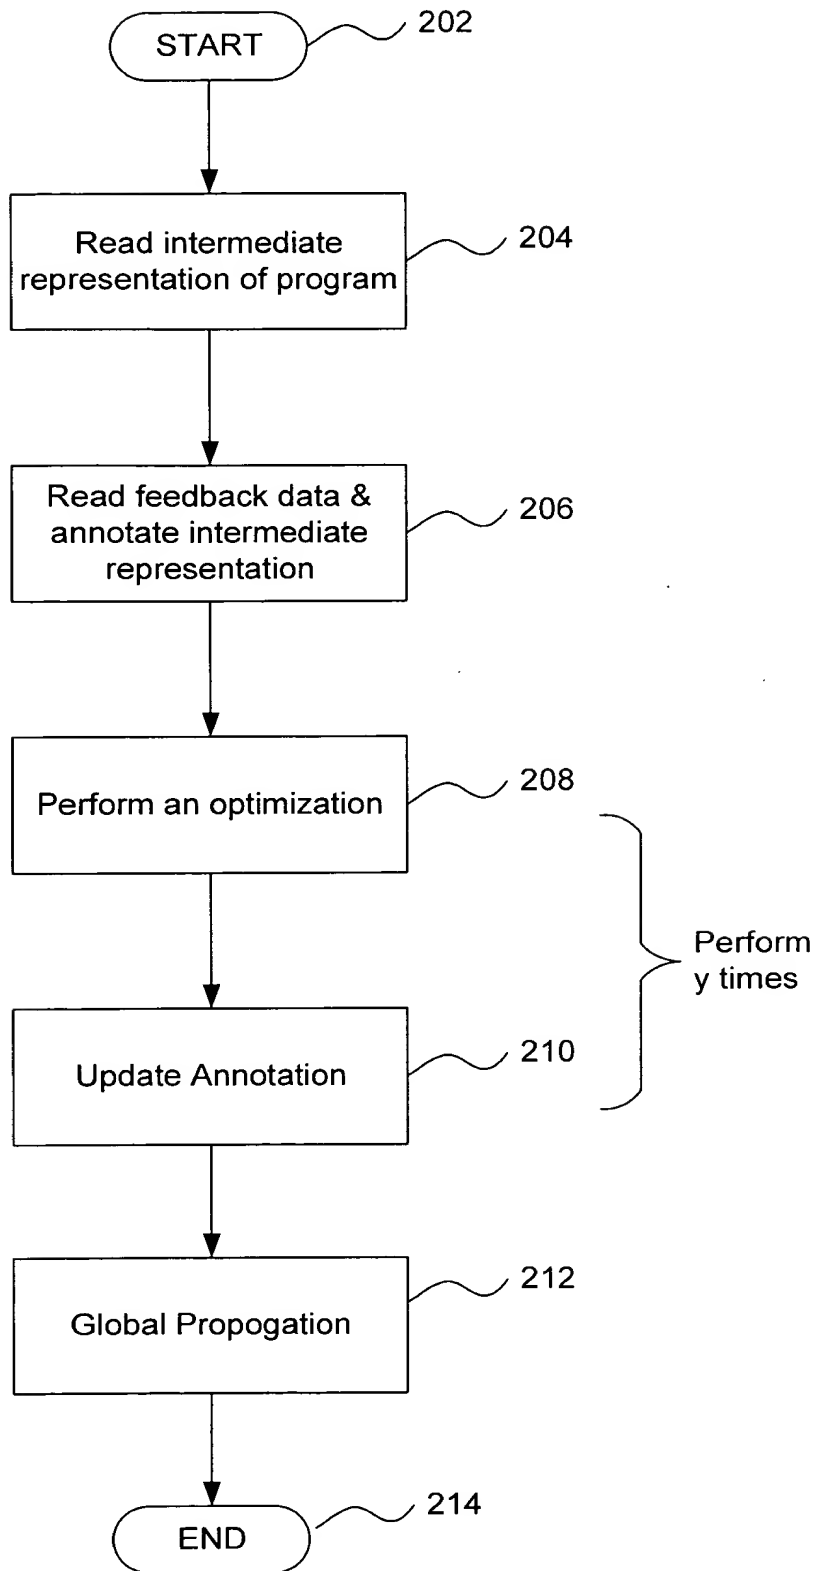 START
202
Read intermediate
representation of program
204
Read feedback data &
annotate intermediate
representation
206
Perform an optimization
208
Perform
y times
Update Annotation
210
Global Propogation
212
END
214